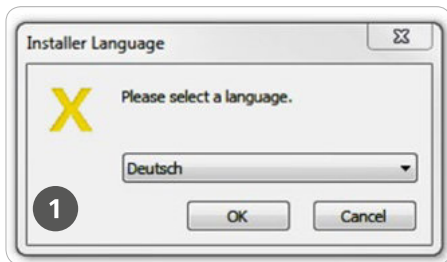 Installer Language
X
Please select a language.
Deutsch
1
OK Cancel